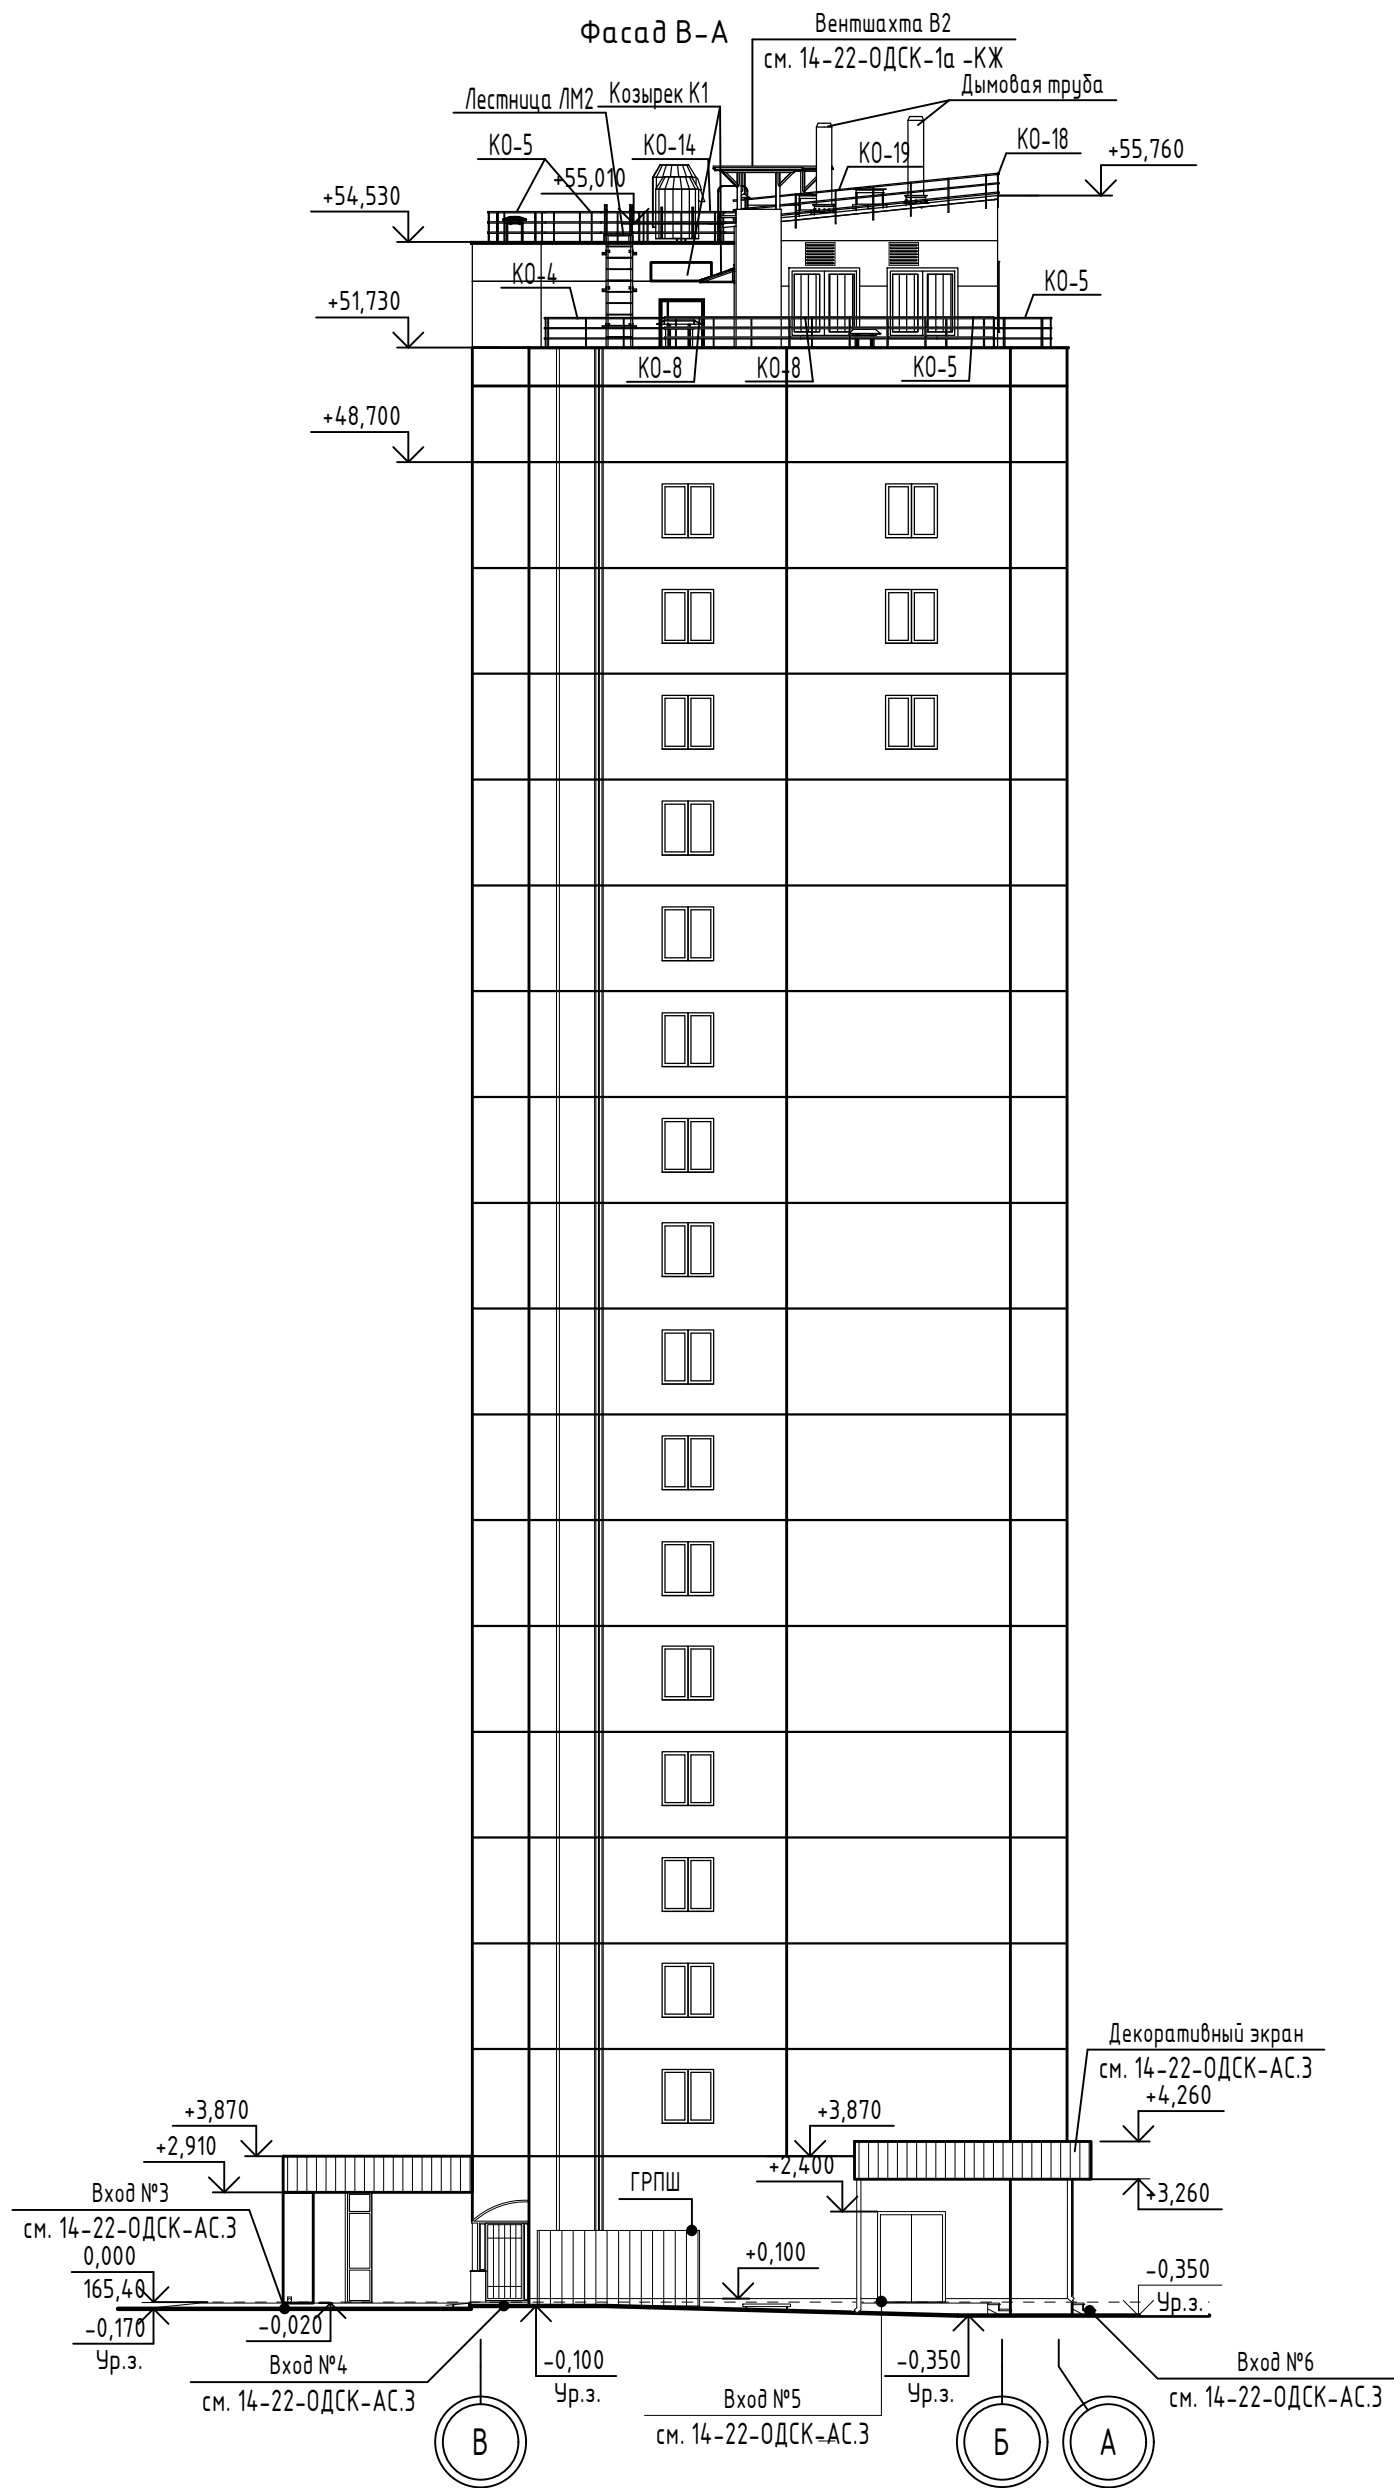 Фасад В-А
Вентшахта В2
см. 14-22-ОДСК-1а -КЖ
Дымовая труба
Лестница ЛМ2
Козырек К1
КО-5
КО-14
КО-19
КО-18
+55,760
+55,010
+54,530
КО-4
КО-5
+51,730
КО-8
КО-8
КО-5
+48,700
Декоративный экран
см. 14-22-ОДСК-АС.3
+4,260
+3,870
+3,870
+2,910
+2,400
+3,260
ГРПШ
Вход №3
см. 14-22-ОДСК-АС.3
0,000
165,40
+0,100
-0,350
Ур.з.
-0,170
Ур.з.
-0,020
Вход №4
см. 14-22-ОДСК-АС.3
-0,100
Ур.з.
-0,350
Ур.з.
Вход №5
см. 14-22-ОДСК-АС.3
Вход №6
см. 14-22-ОДСК-АС.3
В
Б
А